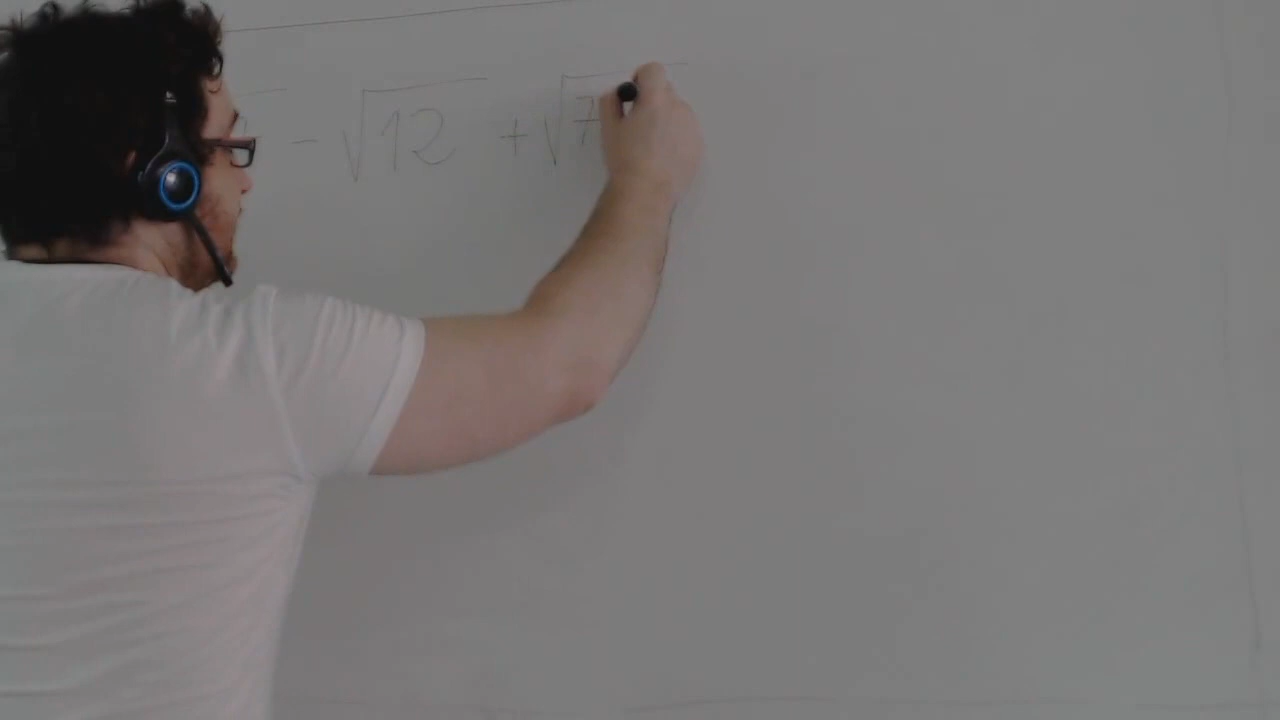 - √12 + √7